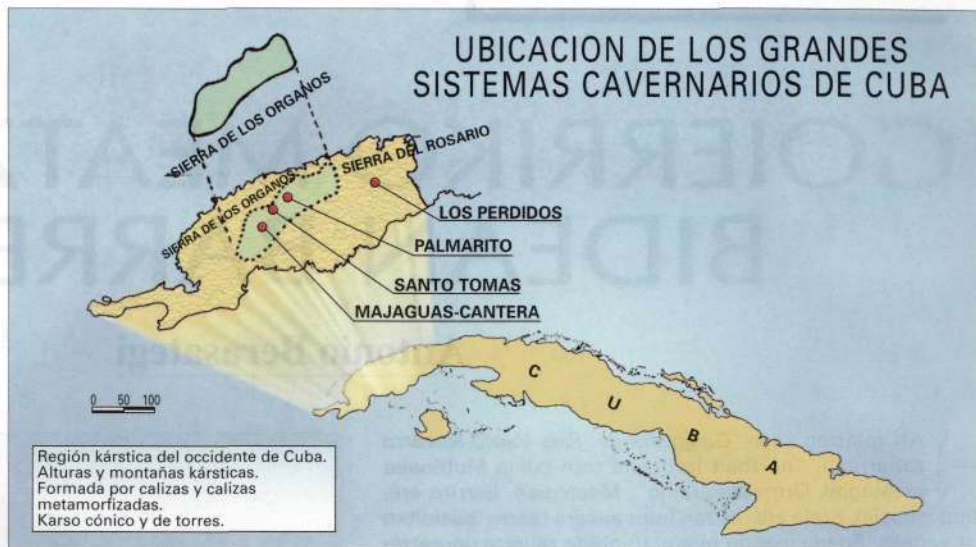 UBICACION DE LOS GRANDES
SISTEMAS CAVERNARIOS DE CUBA
SIERRA DE LOS ORGANOS
SIERRA DEL ROSARIO
SIERRA DE LOS ORGANOS
LOS PERDIDOS
PALMARITO
SANTO TOMAS
MAJAGUAS-CANTERA
C U B A
0 50 100
Región kárstica del occidente de Cuba.
Alturas y montañas kársticas.
Formada por calizas y calizas
metamorfizadas.
Karso cónico y de torres.
Antonin Berasategi